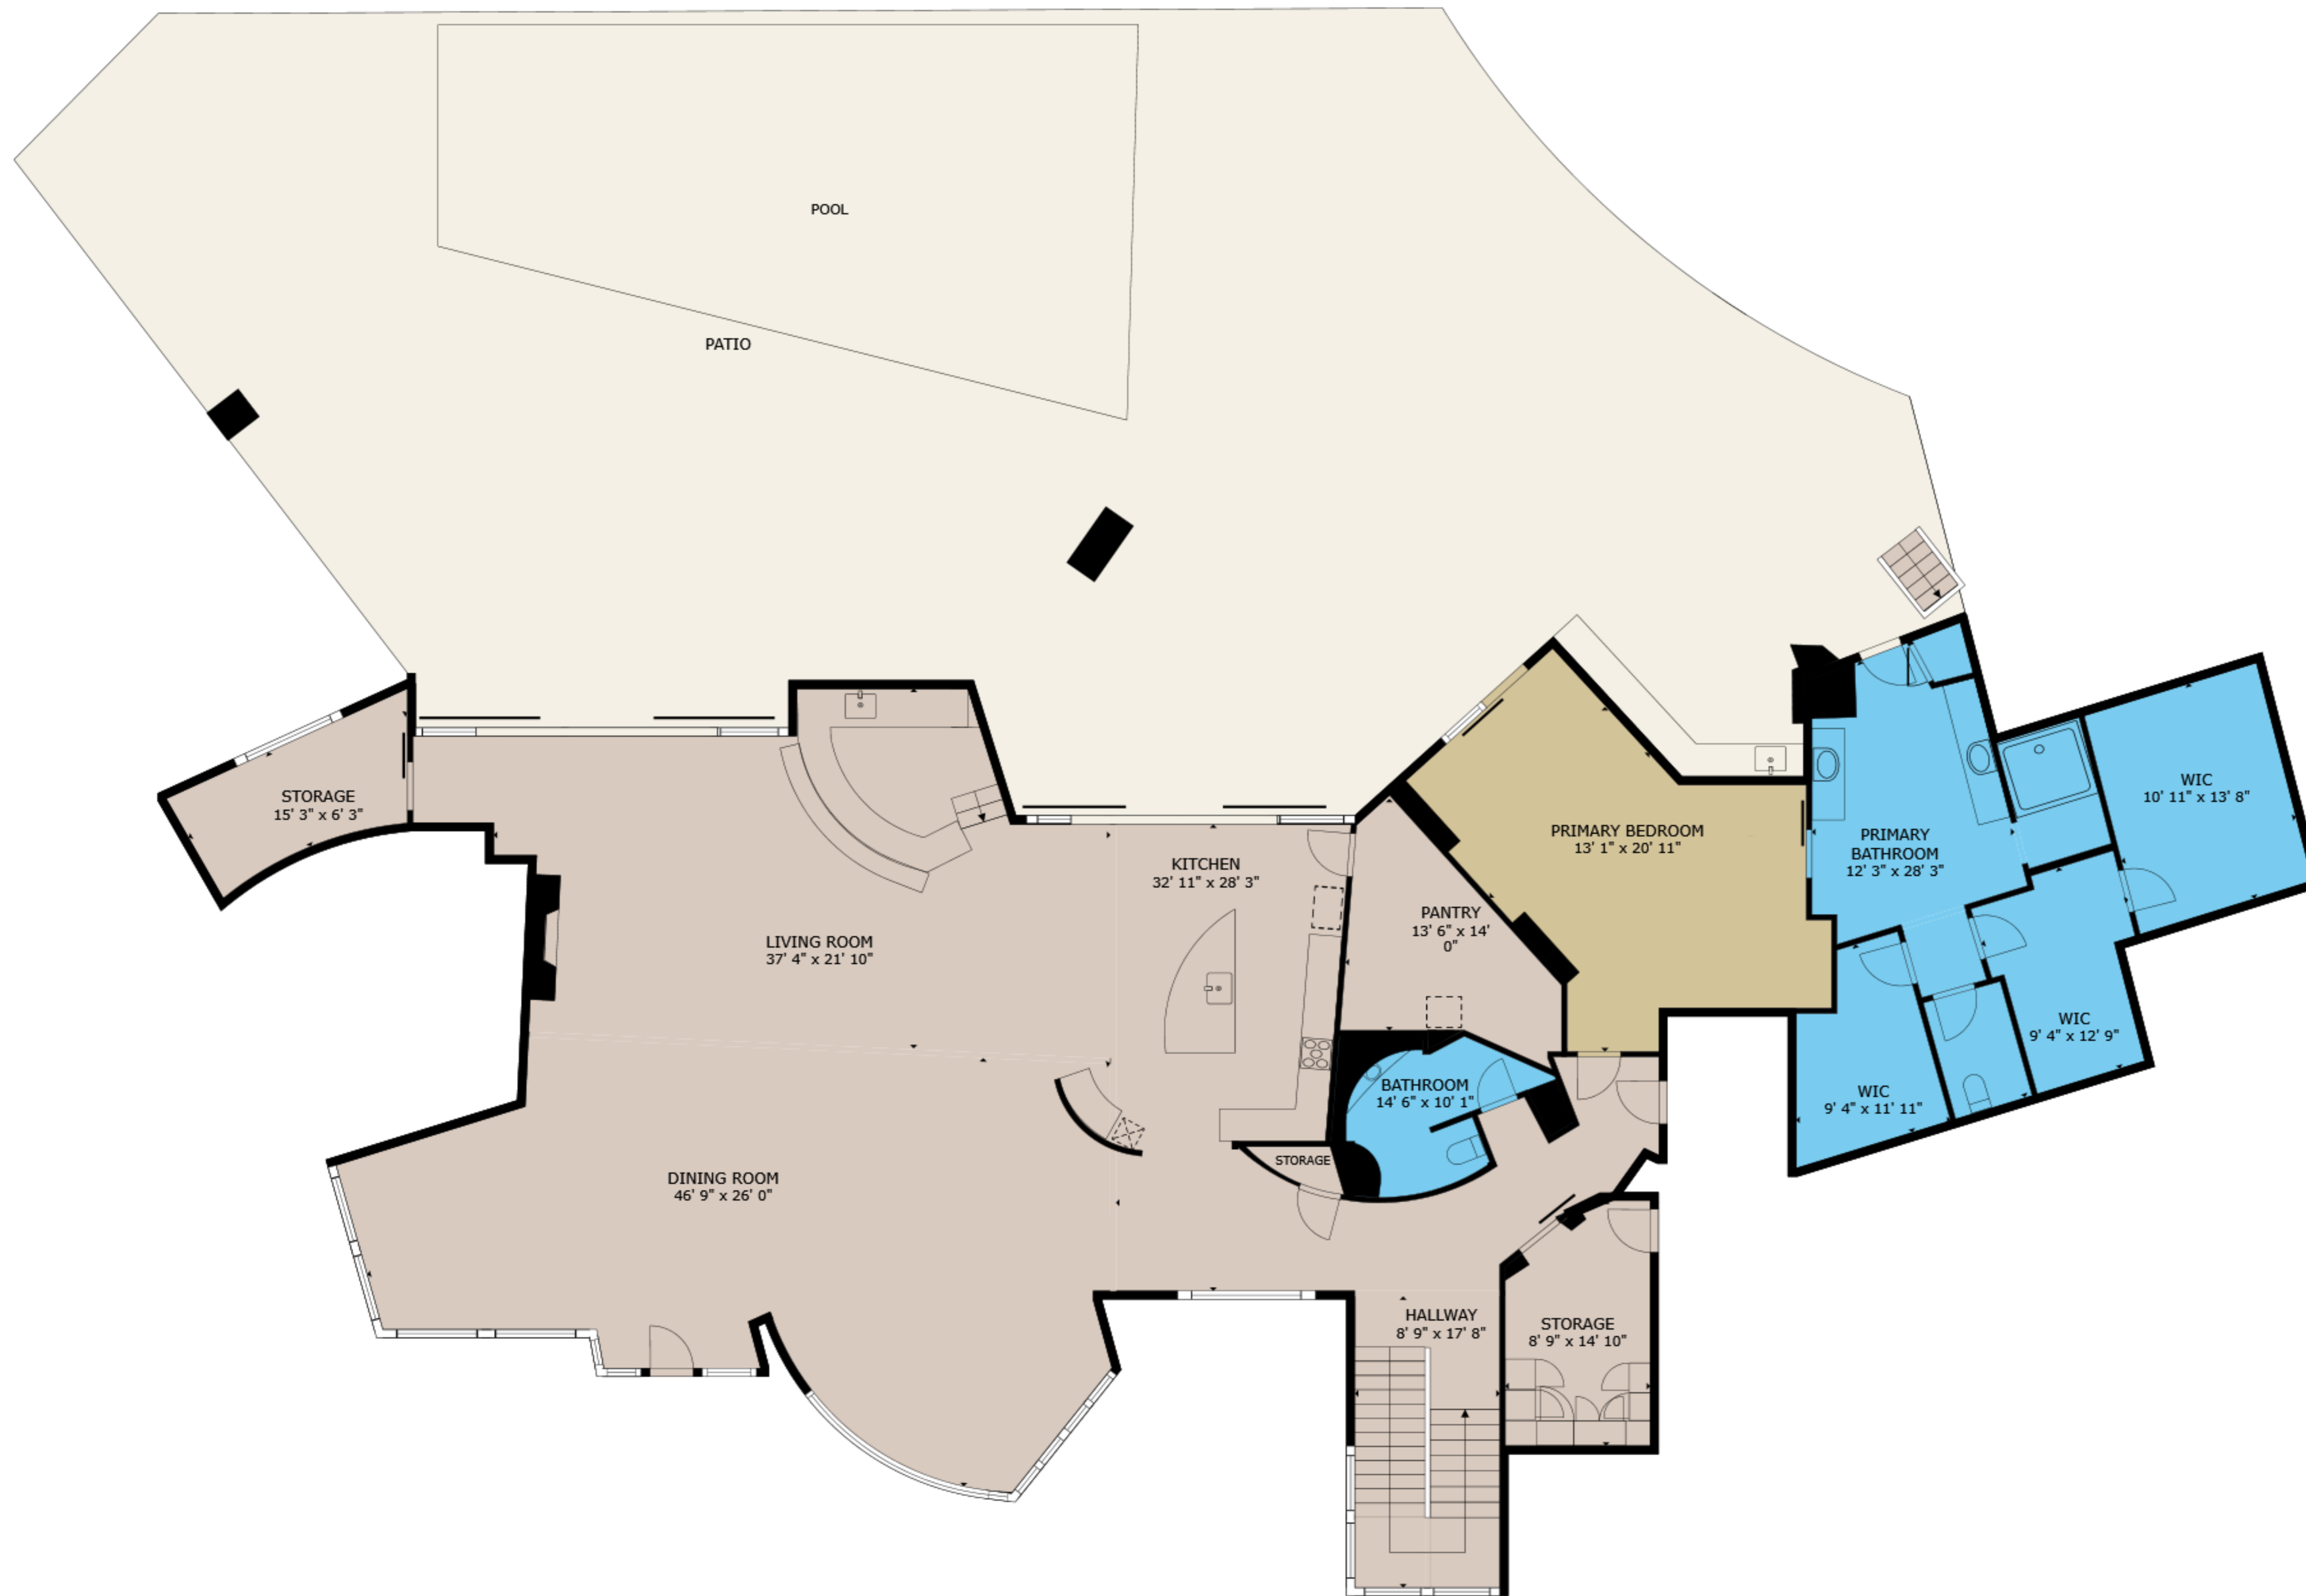 POOL
PATIO
STORAGE
15' 3" x 6' 3"
LIVING ROOM
37' 4" x 21' 10"
KITCHEN
32' 11" x 28' 3"
PANTRY
13' 6" x 14'
0"
PRIMARY BEDROOM
13' 1" x 20' 11"
PRIMARY
BATHROOM
12' 3" x 28' 3"
WIC
10' 11" x 13' 8"
WIC
9' 4" x 12' 9"
WIC
9' 4" x 11' 11"
BATHROOM
14' 6" x 10' 1"
STORAGE
DINING ROOM
46' 9" x 26' 0"
HALLWAY
8' 9" x 17' 8"
STORAGE
8' 9" x 14' 10"